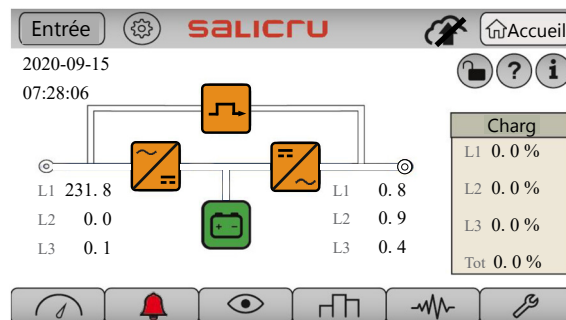 Entrée salicru Accueil
2020-09-15
? i
07:28:06
Charg
L1 0.0 %
L1 231.8 L1 0.8
L2 0.0 %
L2 0.0 L2 0.9
L3 0.0 %
L3 0.1 L3 0.4
Tot 0.0 %